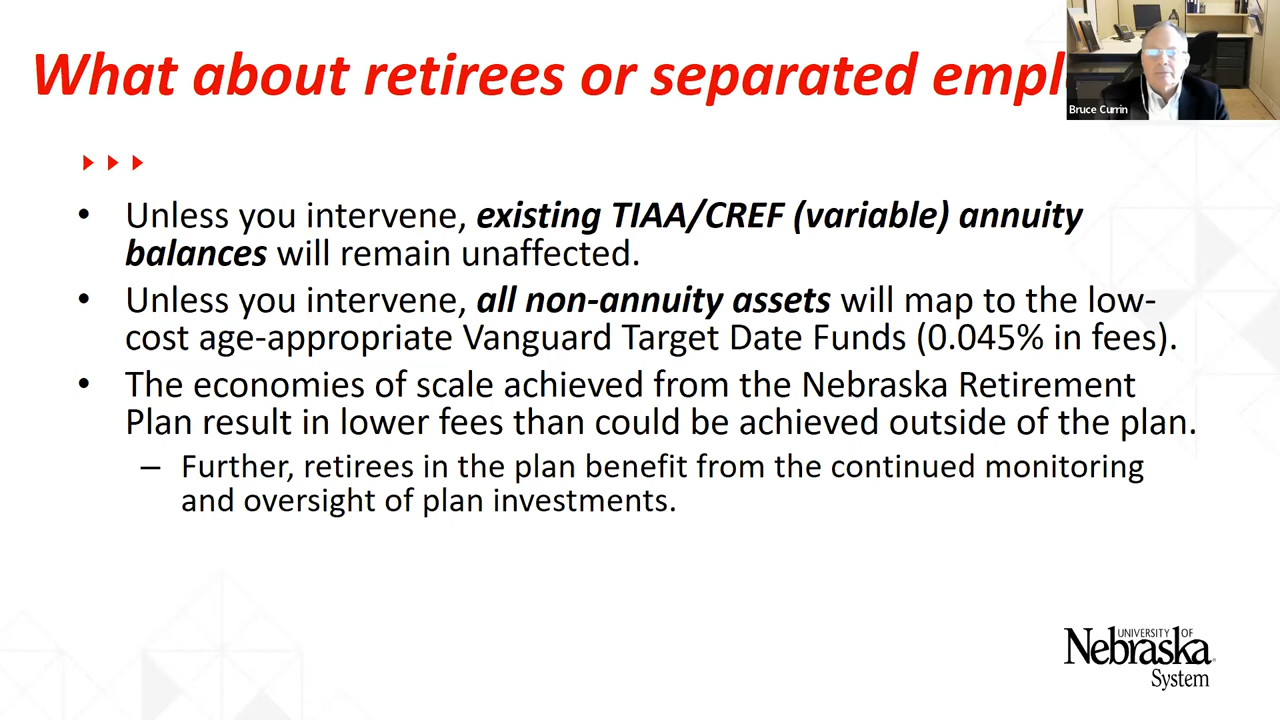 What about retirees or separated empl
Bruce Currin
• Unless you intervene, existing TIAA/CREF (variable) annuity
balances will remain unaffected.
• Unless you intervene, all non-annuity assets will map to the low-
cost age-appropriate Vanguard Target Date Funds (0.045% in fees).
• The economies of scale achieved from the Nebraska Retirement
Plan result in lower fees than could be achieved outside of the plan.
– Further, retirees in the plan benefit from the continued monitoring
and oversight of plan investments.
UNIVERSITY OF
Nebraska
System